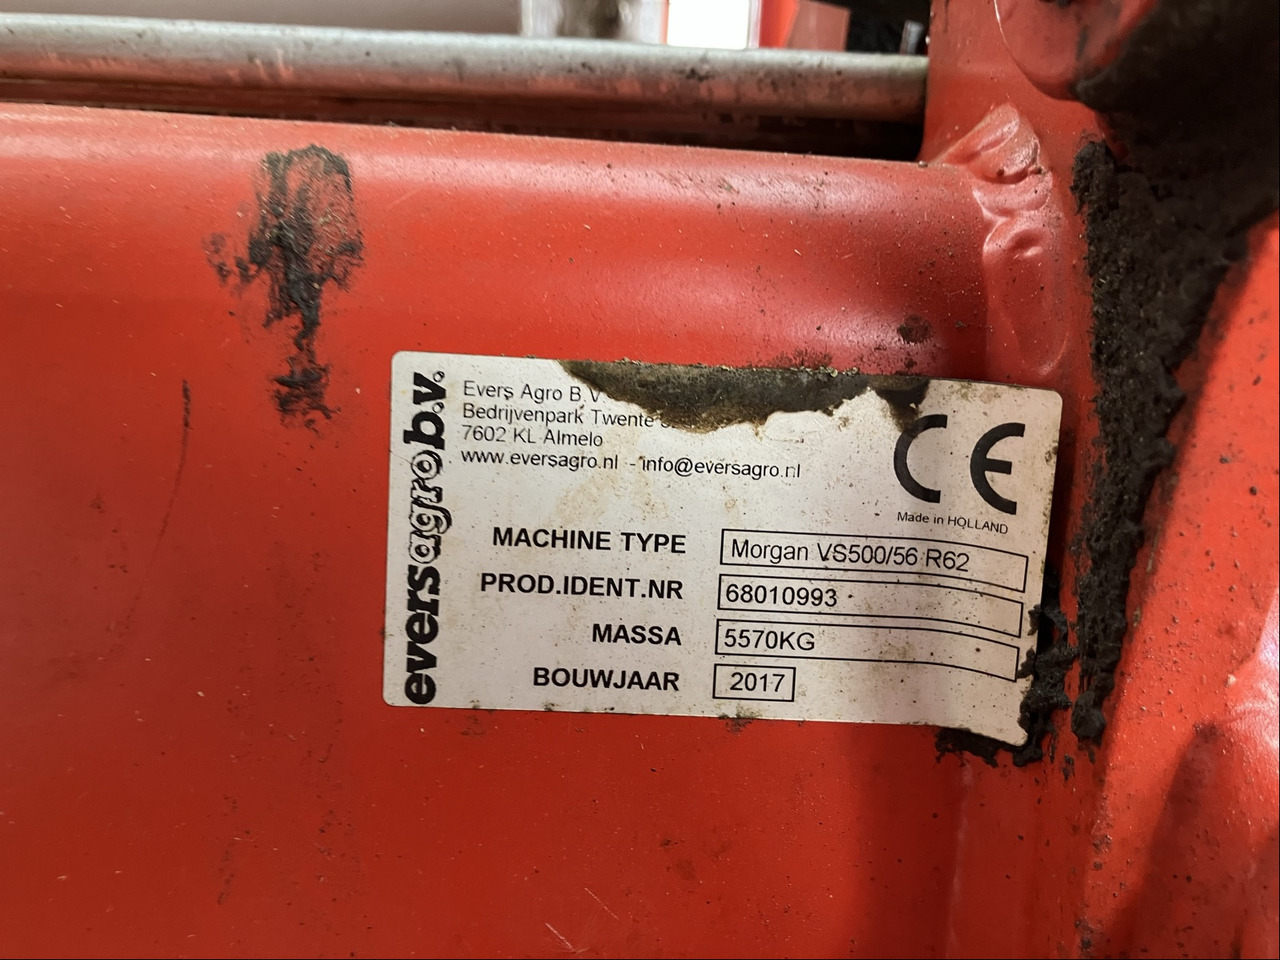 eversagro b.v.
Evers Agro B.V
Bedrijvenpark Twente
7602 KL Almelo
www.eversagro.nl - info@eversagro.nl
CE
Made in HOLLAND
MACHINE TYPE Morgan VS500/56 R62
PROD.IDENT.NR 68010993
MASSA 5570KG
BOUWJAAR 2017